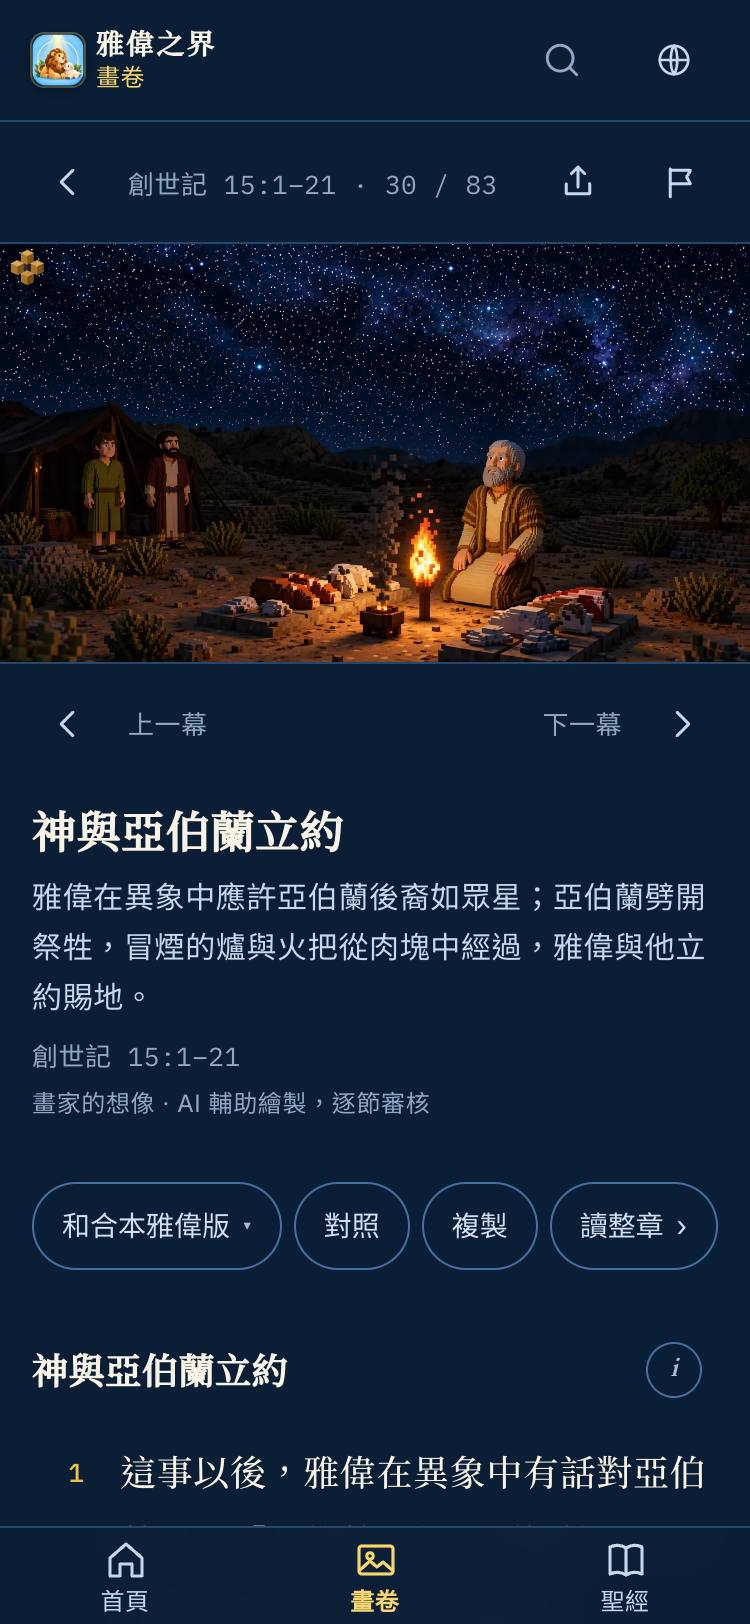 雅偉之界
畫卷
創世記 15:1–21 · 30 / 83
上一幕
下一幕
神與亞伯蘭立約
雅偉在異象中應許亞伯蘭後裔如眾星；亞伯蘭劈開
祭牲，冒煙的爐與火把從肉塊中經過，雅偉與他立
約賜地。
創世記 15:1–21
畫家的想像 · AI 輔助繪製，逐節審核
和合本雅偉版 ▾
對照
複製
讀整章 ›
神與亞伯蘭立約
i
1 這事以後，雅偉在異象中有話對亞伯
首頁
畫卷
聖經